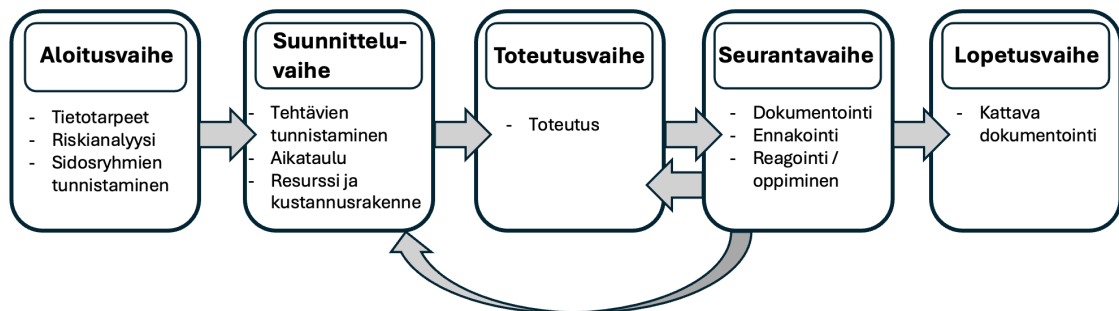 Aloitusvaihe
- Tietotarpeet
- Riskianalyysi
- Sidosryhmien
tunnistaminen
Suunnittelu-
vaihe
- Tehtävien
tunnistaminen
- Aikataulu
- Resurssi ja
kustannusrakenne
Toteutusvaihe
- Toteutus
Seurantavaihe
- Dokumentointi
- Ennakointi
- Reagointi /
oppiminen
Lopetusvaihe
- Kattava
dokumentointi